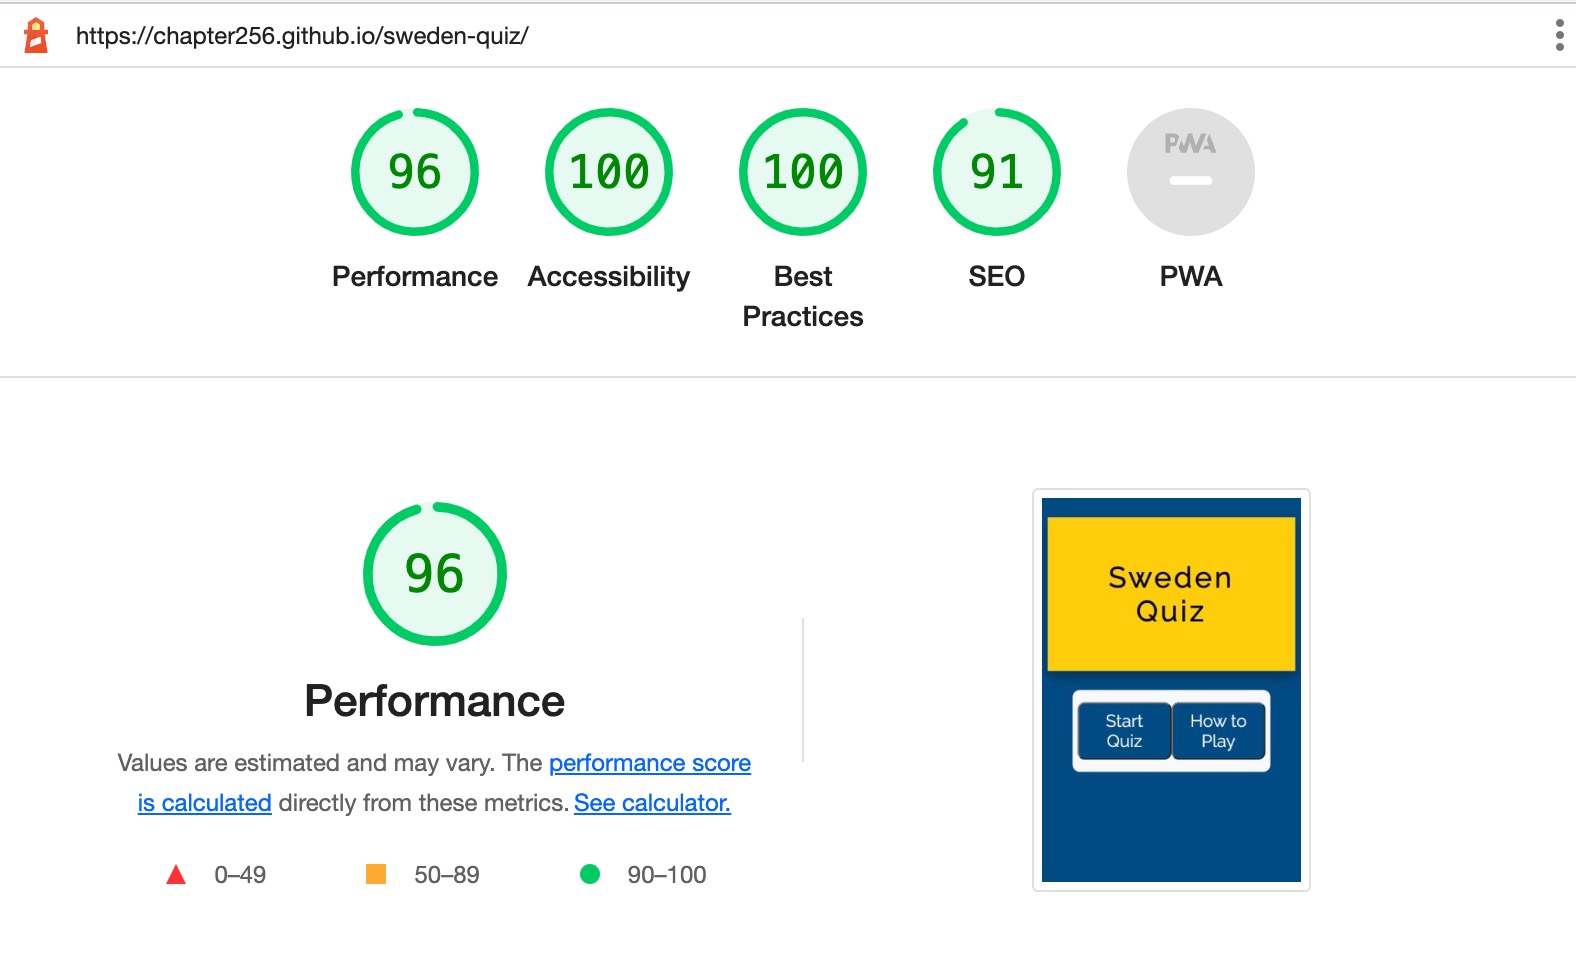 https://chapter256.github.io/sweden-quiz/
96
100
100
91
PWA
Performance
Accessibility
Best
Practices
SEO
PWA
96
Performance
Values are estimated and may vary. The performance score
is calculated directly from these metrics. See calculator.
0–49
50–89
90–100
Sweden
Quiz
Start
Quiz
How to
Play